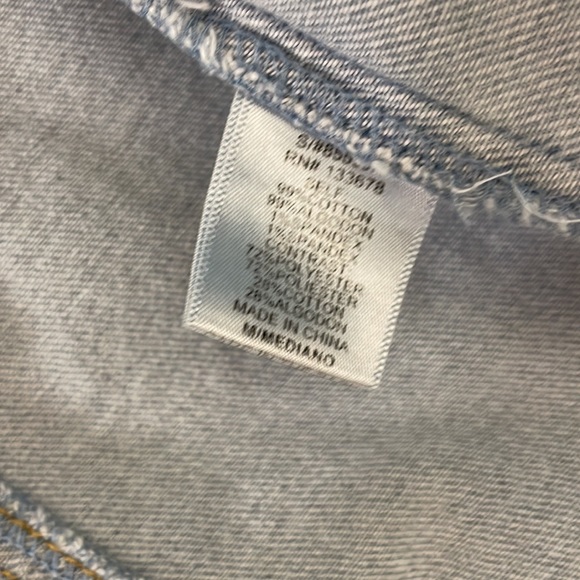 RN# 133678
SELF
99%COTTON
99%ALGODON
1%SPANDEX
1%SPANDEX
CONTRAST
72%POLYESTER
72%POLIESTER
28%COTTON
28%ALGODON
MADE IN CHINA
M/MEDIANO